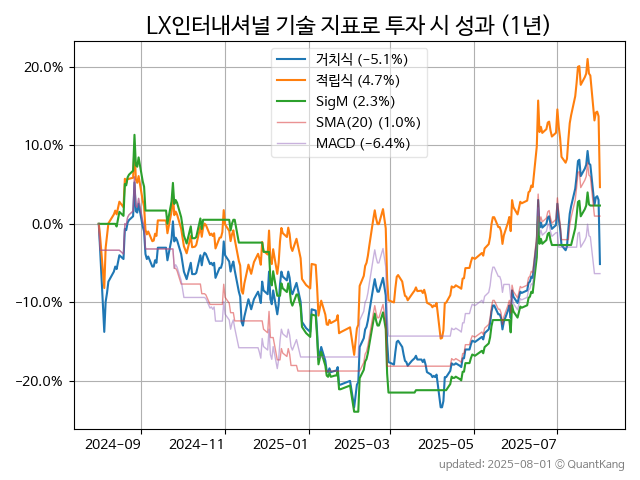 LX인터내셔널 기술 지표로 투자 시 성과 (1년)
거치식 (−5.1%)
적립식 (4.7%)
SigM (2.3%)
SMA(20) (1.0%)
MACD (−6.4%)
20.0%
10.0%
0.0%
−10.0%
−20.0%
2024-09 2024-11 2025-01 2025-03 2025-05 2025-07
updated: 2025-08-01 © QuantKang